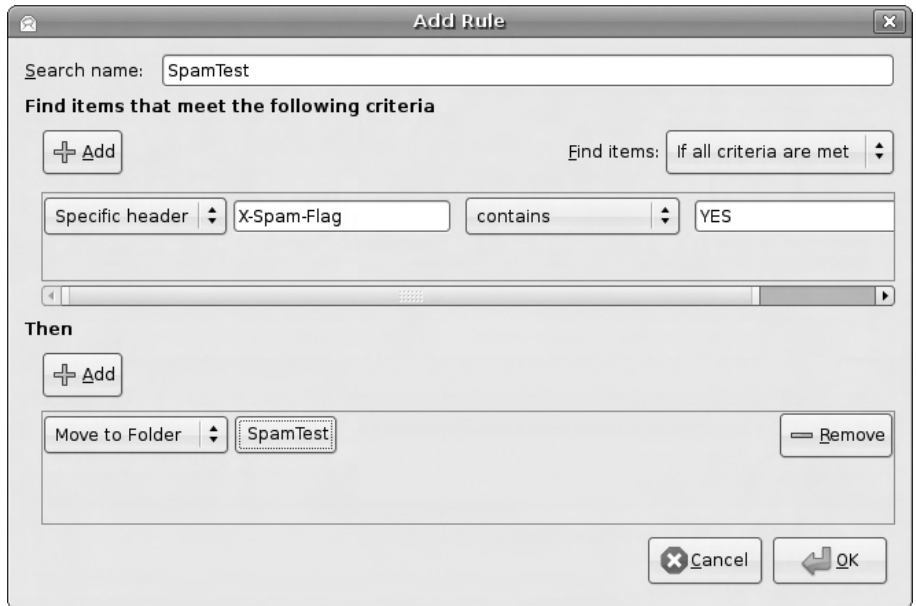 Add Rule
Search name: SpamTest
Find items that meet the following criteria
Add Find items: If all criteria are met
Specific header X-Spam-Flag contains YES
Then
Add
Move to Folder SpamTest Remove
Cancel OK